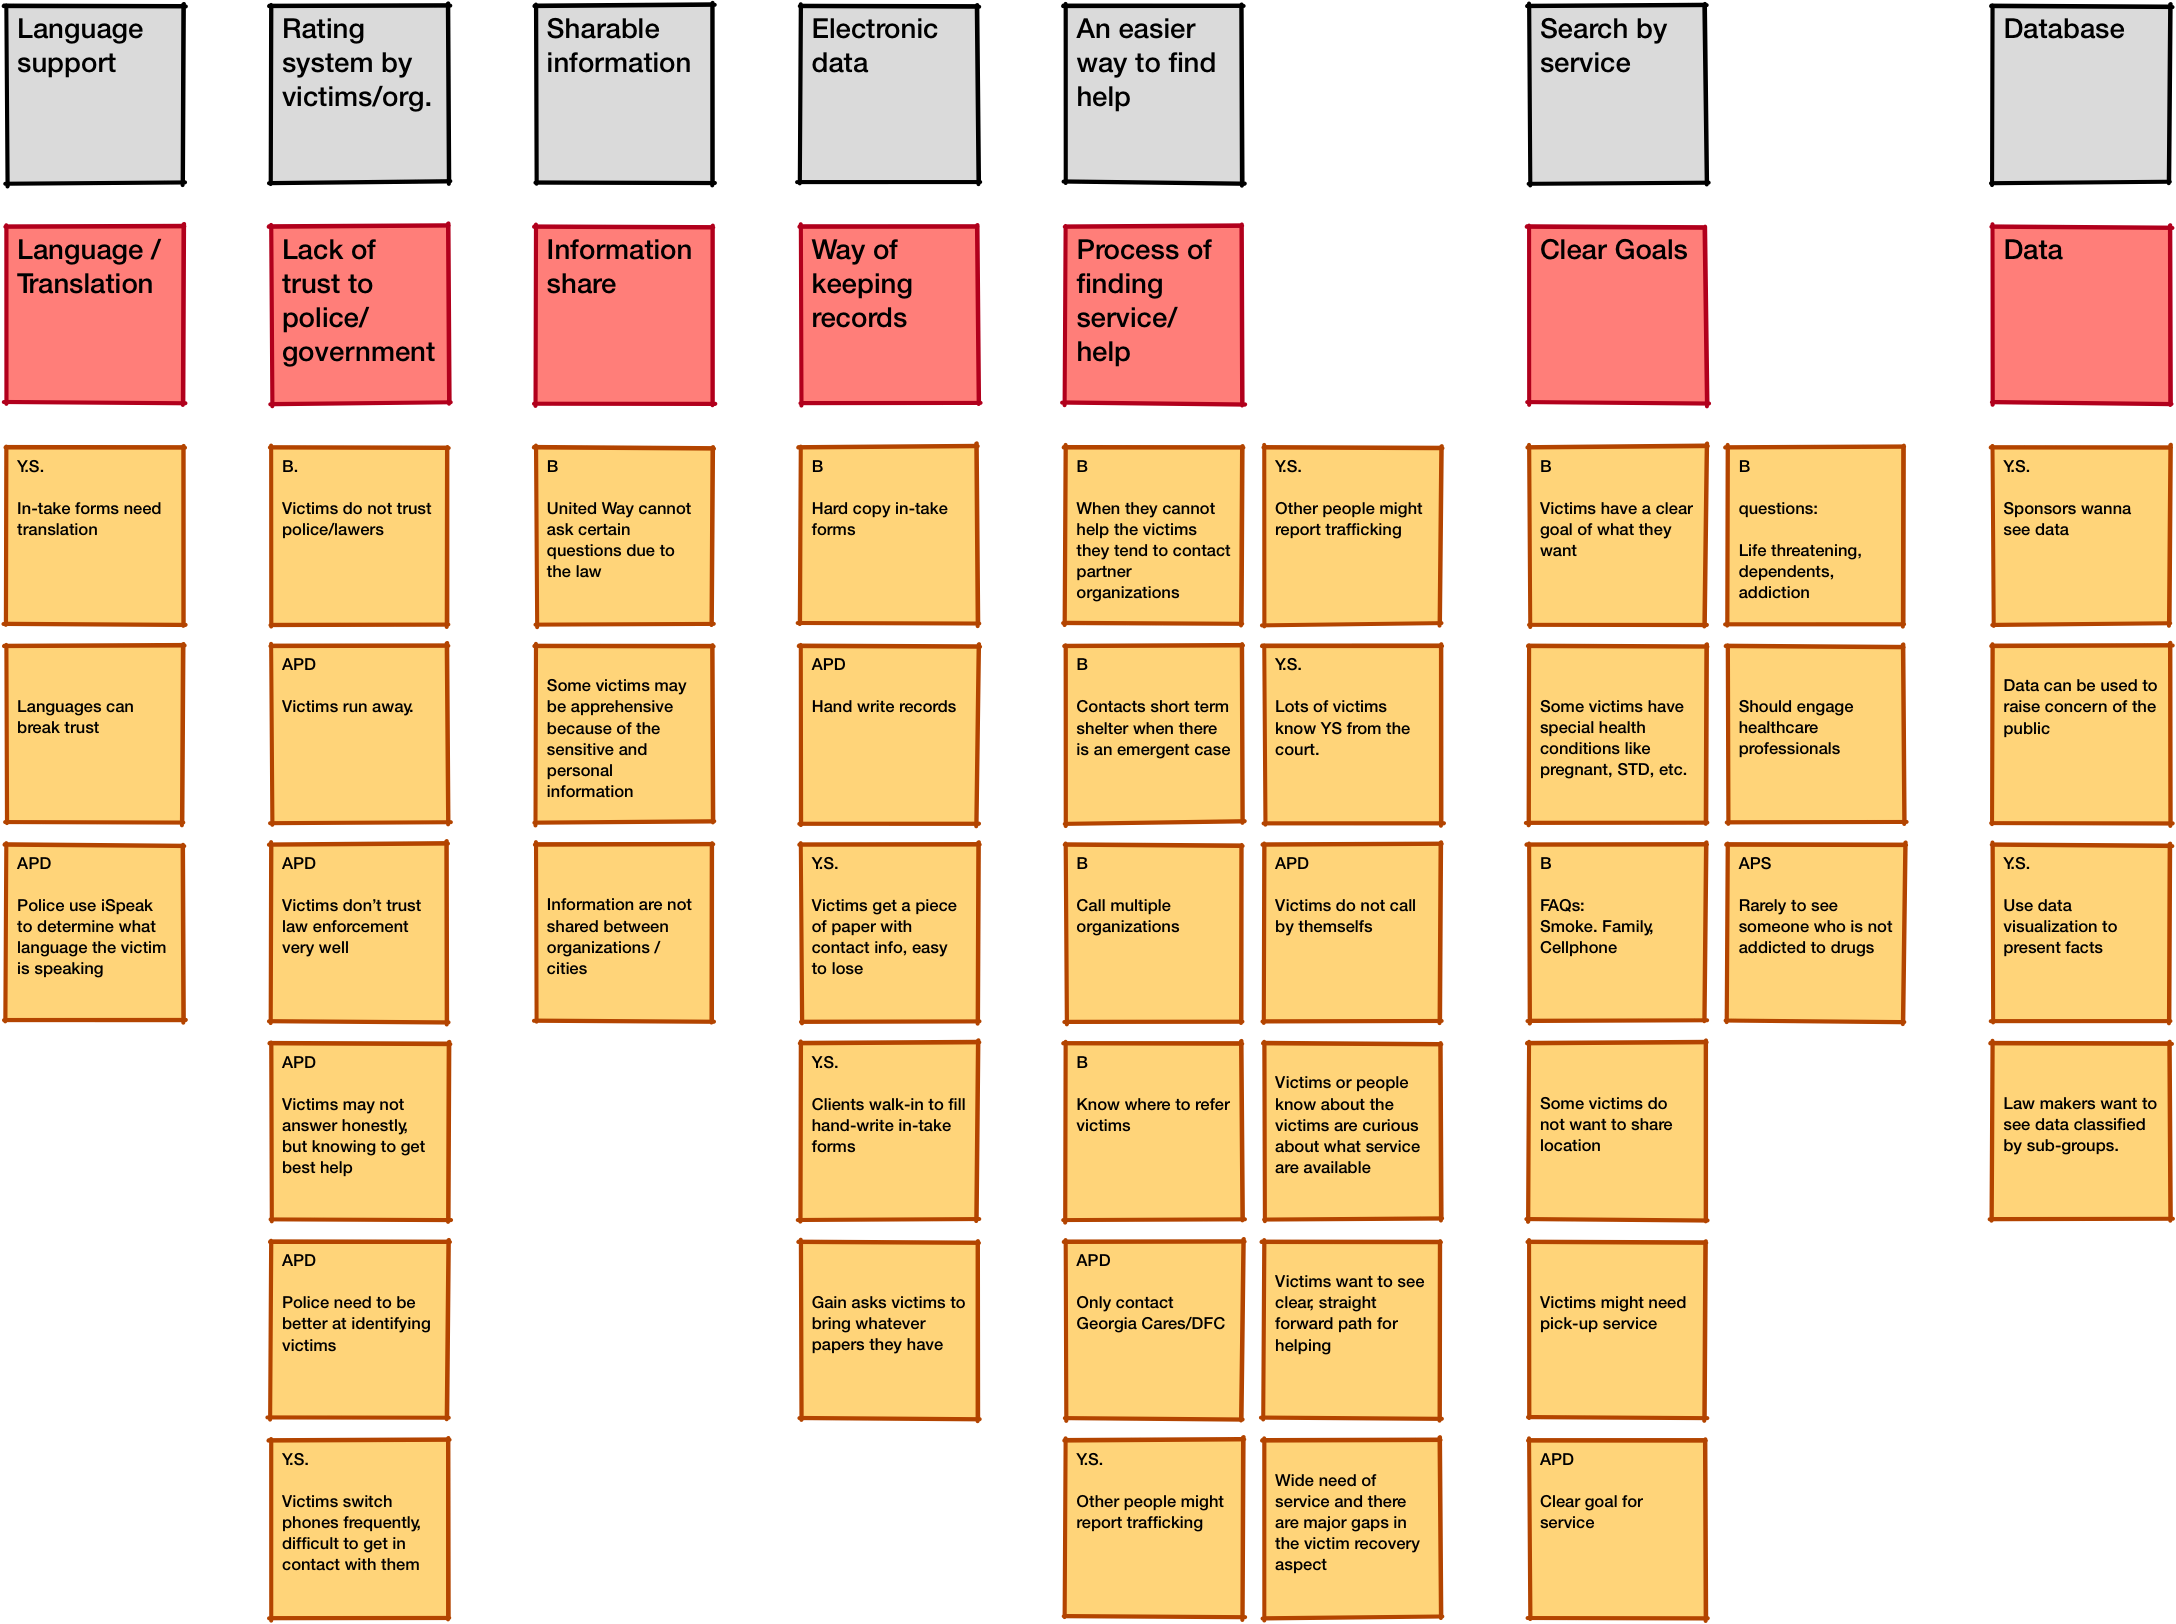 Language
support
Rating
system by
victims/org.
Sharable
information
Electronic
data
An easier
way to find
help
Search by
service
Database
Language /
Translation
Lack of
trust to
police/
government
Information
share
Way of
keeping
records
Process of
finding
service/
help
Clear Goals
Data
Y.S.
In-take forms need
translation
Languages can
break trust
APD
Police use iSpeak
to determine what
language the victim
is speaking
B.
Victims do not trust
police/lawers
APD
Victims run away.
APD
Victims don’t trust
law enforcement
very well
APD
Victims may not
answer honestly,
but knowing to get
best help
APD
Police need to be
better at identifying
victims
Y.S.
Victims switch
phones frequently,
difficult to get in
contact with them
B
United Way cannot
ask certain
questions due to
the law
Some victims may
be apprehensive
because of the
sensitive and
personal
information
Information are not
shared between
organizations /
cities
B
Hard copy in-take
forms
APD
Hand write records
Y.S.
Victims get a piece
of paper with
contact info, easy
to lose
Y.S.
Clients walk-in to fill
hand-write in-take
forms
Gain asks victims to
bring whatever
papers they have
B
When they cannot
help the victims
they tend to contact
partner
organizations
B
Contacts short term
shelter when there
is an emergent case
B
Call multiple
organizations
B
Know where to refer
victims
APD
Only contact
Georgia Cares/DFC
Y.S.
Other people might
report trafficking
Y.S.
Other people might
report trafficking
Y.S.
Lots of victims
know YS from the
court.
APD
Victims do not call
by themselfs
Victims or people
know about the
victims are curious
about what service
are available
Victims want to see
clear, straight
forward path for
helping
Wide need of
service and there
are major gaps in
the victim recovery
aspect
B
Victims have a clear
goal of what they
want
Some victims have
special health
conditions like
pregnant, STD, etc.
B
FAQs:
Smoke. Family,
Cellphone
Some victims do
not want to share
location
Victims might need
pick-up service
APD
Clear goal for
service
B
questions:
Life threatening,
dependents,
addiction
Should engage
healthcare
professionals
APS
Rarely to see
someone who is not
addicted to drugs
Y.S.
Sponsors wanna
see data
Data can be used to
raise concern of the
public
Y.S.
Use data
visualization to
present facts
Law makers want to
see data classified
by sub-groups.